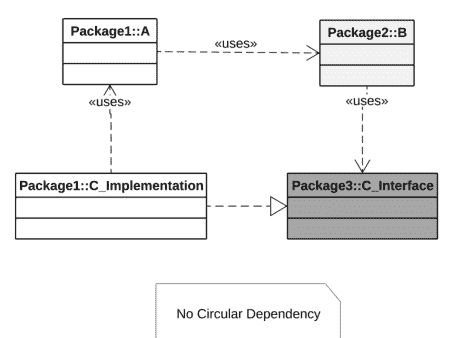 Package1::A
Package2::B
«uses»
«uses»
«uses»
Package1::C_Implementation
Package3::C_Interface
No Circular Dependency